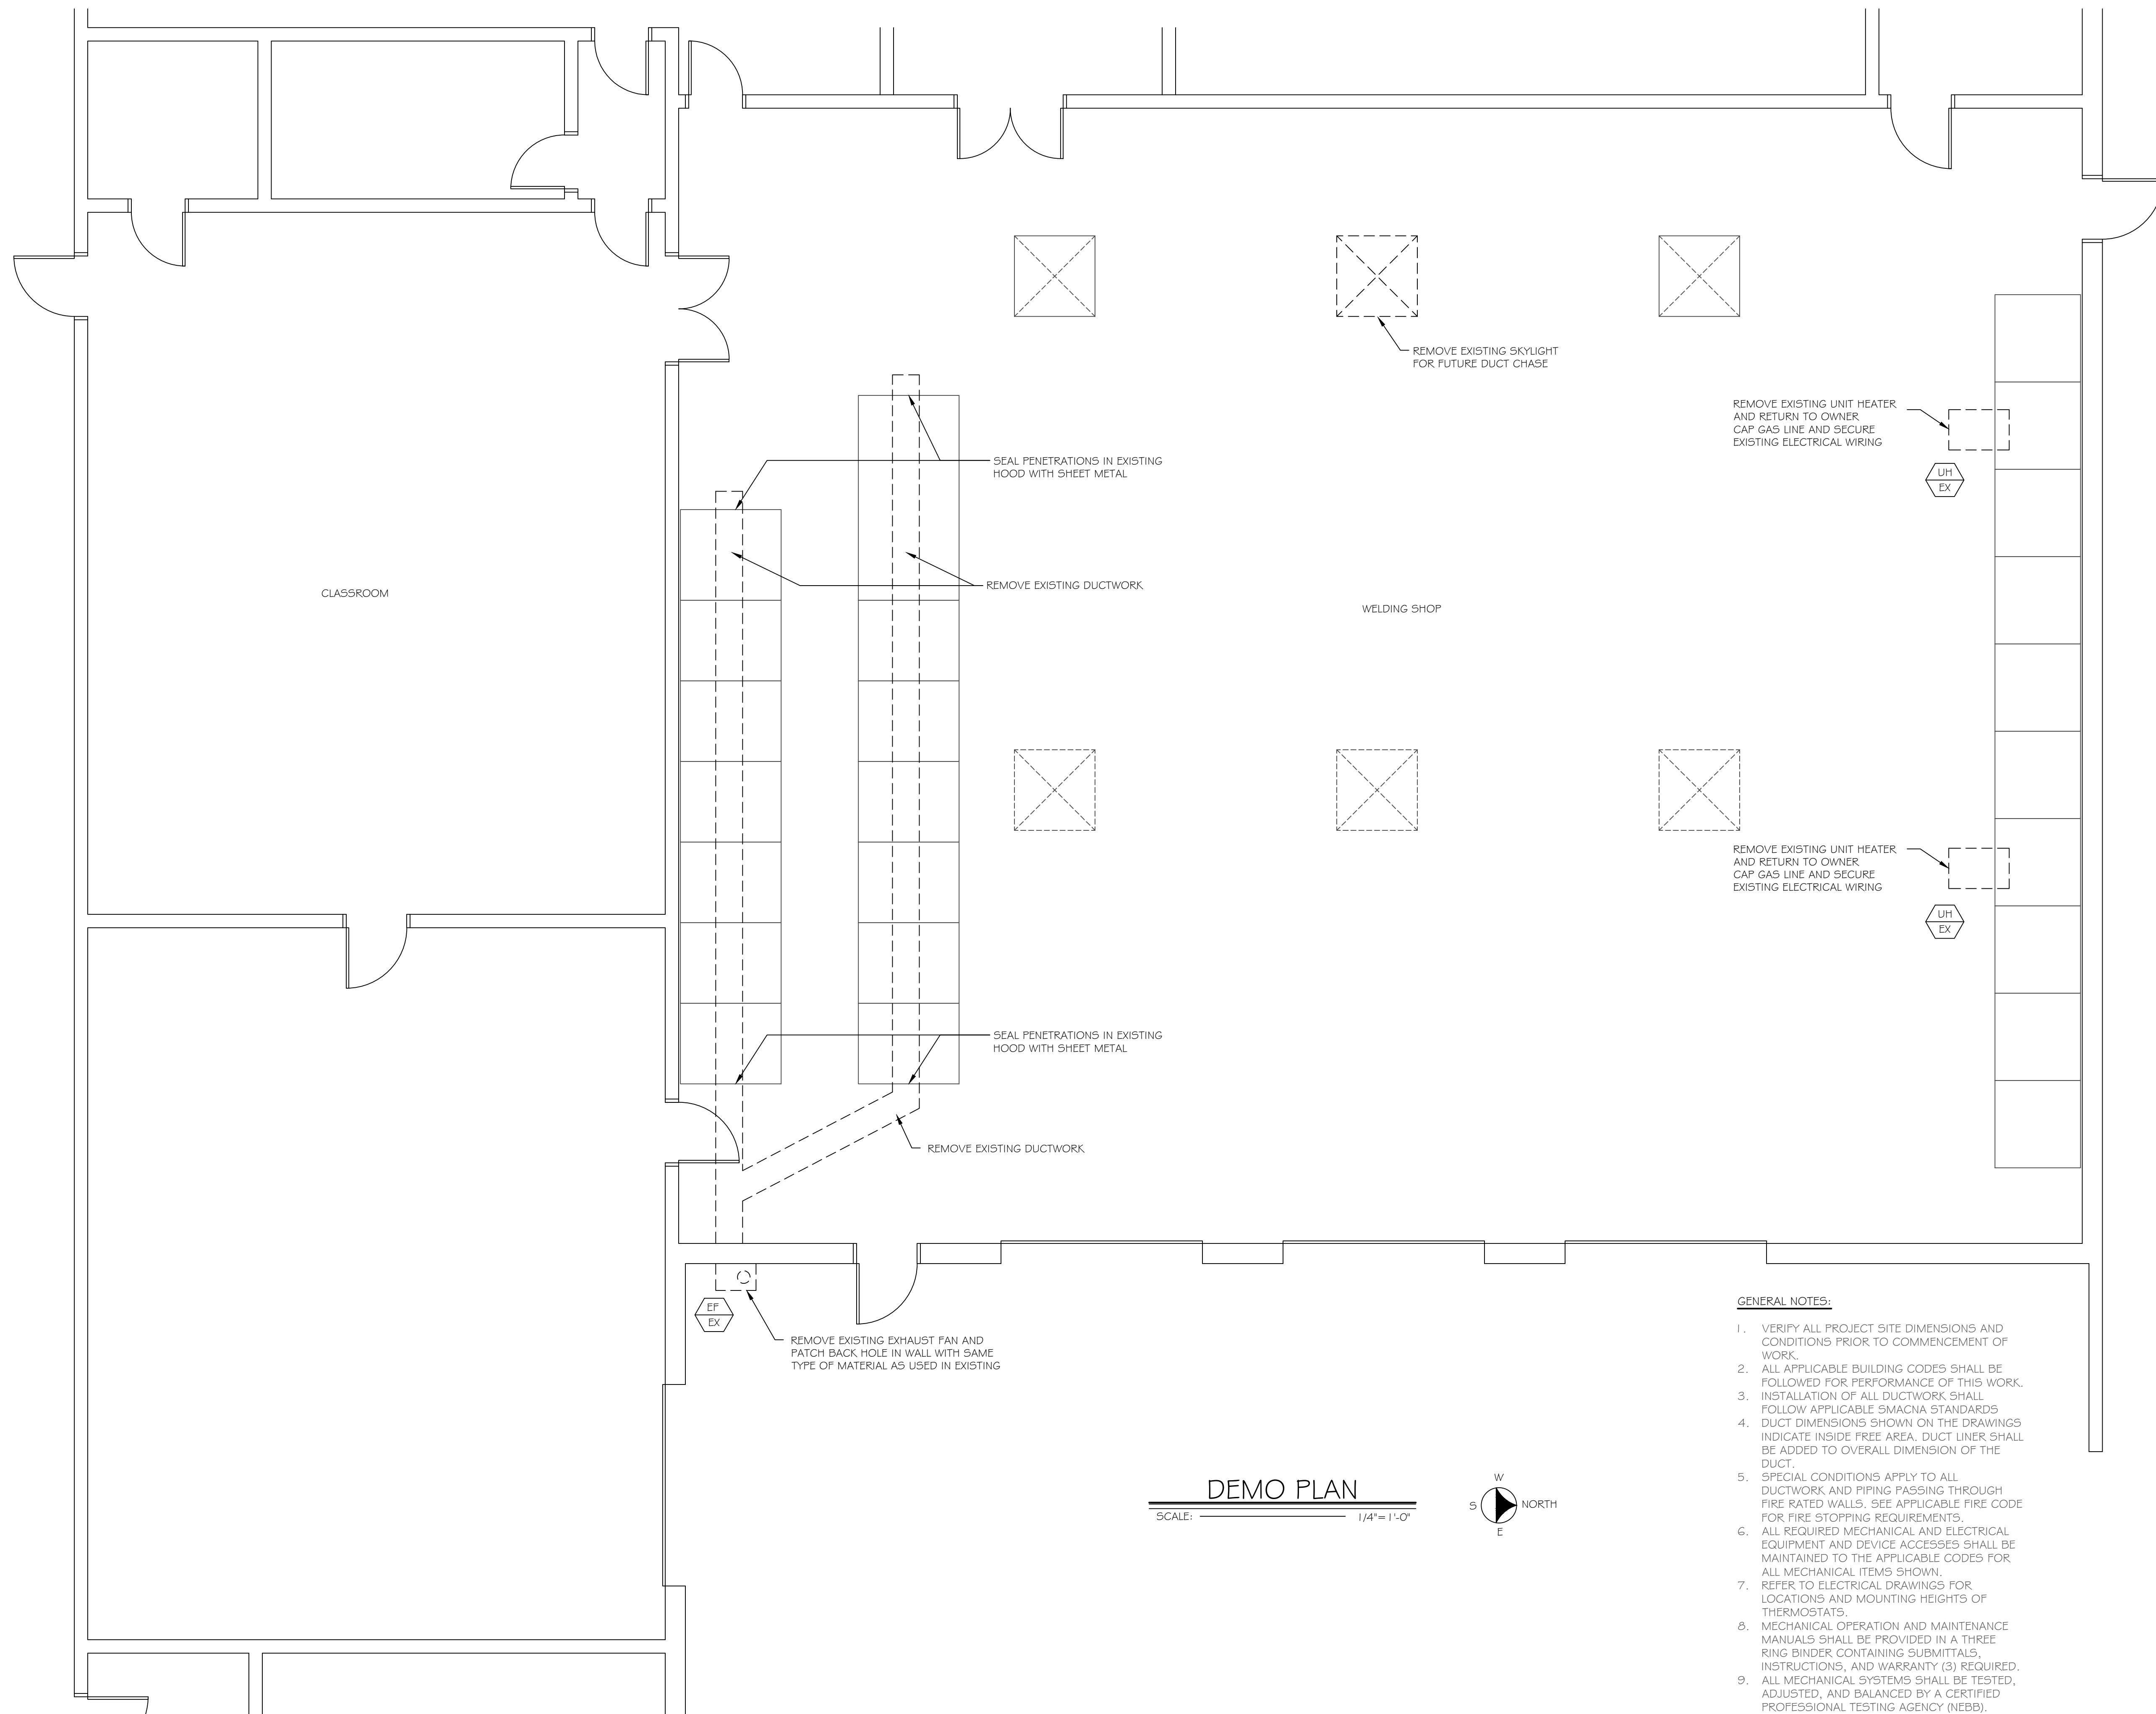 REMOVE EXISTING SKYLIGHT
FOR FUTURE DUCT CHASE
REMOVE EXISTING UNIT HEATER
AND RETURN TO OWNER
CAP GAS LINE AND SECURE
EXISTING ELECTRICAL WIRING
UH
EX
SEAL PENETRATIONS IN EXISTING
HOOD WITH SHEET METAL
REMOVE EXISTING DUCTWORK
CLASSROOM
WELDING SHOP
REMOVE EXISTING UNIT HEATER
AND RETURN TO OWNER
CAP GAS LINE AND SECURE
EXISTING ELECTRICAL WIRING
UH
EX
SEAL PENETRATIONS IN EXISTING
HOOD WITH SHEET METAL
REMOVE EXISTING DUCTWORK
EF
EX
REMOVE EXISTING EXHAUST FAN AND
PATCH BACK HOLE IN WALL WITH SAME
TYPE OF MATERIAL AS USED IN EXISTING
DEMO PLAN
SCALE: 1/4"=1'-0"
W
S NORTH
E
GENERAL NOTES:
1. VERIFY ALL PROJECT SITE DIMENSIONS AND
CONDITIONS PRIOR TO COMMENCEMENT OF
WORK.
2. ALL APPLICABLE BUILDING CODES SHALL BE
FOLLOWED FOR PERFORMANCE OF THIS WORK.
3. INSTALLATION OF ALL DUCTWORK SHALL
FOLLOW APPLICABLE SMACNA STANDARDS
4. DUCT DIMENSIONS SHOWN ON THE DRAWINGS
INDICATE INSIDE FREE AREA. DUCT LINER SHALL
BE ADDED TO OVERALL DIMENSION OF THE
DUCT.
5. SPECIAL CONDITIONS APPLY TO ALL
DUCTWORK AND PIPING PASSING THROUGH
FIRE RATED WALLS. SEE APPLICABLE FIRE CODE
FOR FIRE STOPPING REQUIREMENTS.
6. ALL REQUIRED MECHANICAL AND ELECTRICAL
EQUIPMENT AND DEVICE ACCESSES SHALL BE
MAINTAINED TO THE APPLICABLE CODES FOR
ALL MECHANICAL ITEMS SHOWN.
7. REFER TO ELECTRICAL DRAWINGS FOR
LOCATIONS AND MOUNTING HEIGHTS OF
THERMOSTATS.
8. MECHANICAL OPERATION AND MAINTENANCE
MANUALS SHALL BE PROVIDED IN A THREE
RING BINDER CONTAINING SUBMITTALS,
INSTRUCTIONS, AND WARRANTY (3) REQUIRED.
9. ALL MECHANICAL SYSTEMS SHALL BE TESTED,
ADJUSTED, AND BALANCED BY A CERTIFIED
PROFESSIONAL TESTING AGENCY (NEBB).